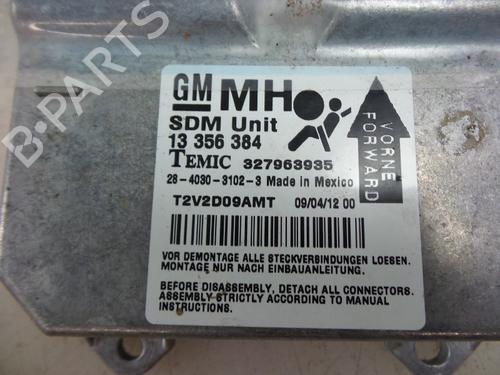 B-PARTS
GM MH
SDM Unit
13 356 384
TEMIC 327963935
28-4030-3102-3 Made in Mexico
T2V2D09AMT 09/04/12 00
VORNE
FORWARD
VOR DEMONTAGE ALLE STECKVERBINDUNGEN LOESEN.
MONTAGE NUR NACH EINBAUANLEITUNG.
BEFORE DISASSEMBLY, DETACH ALL CONNECTORS.
ASSEMBLY STRICTLY ACCORDING TO MANUAL
INSTRUCTIONS.